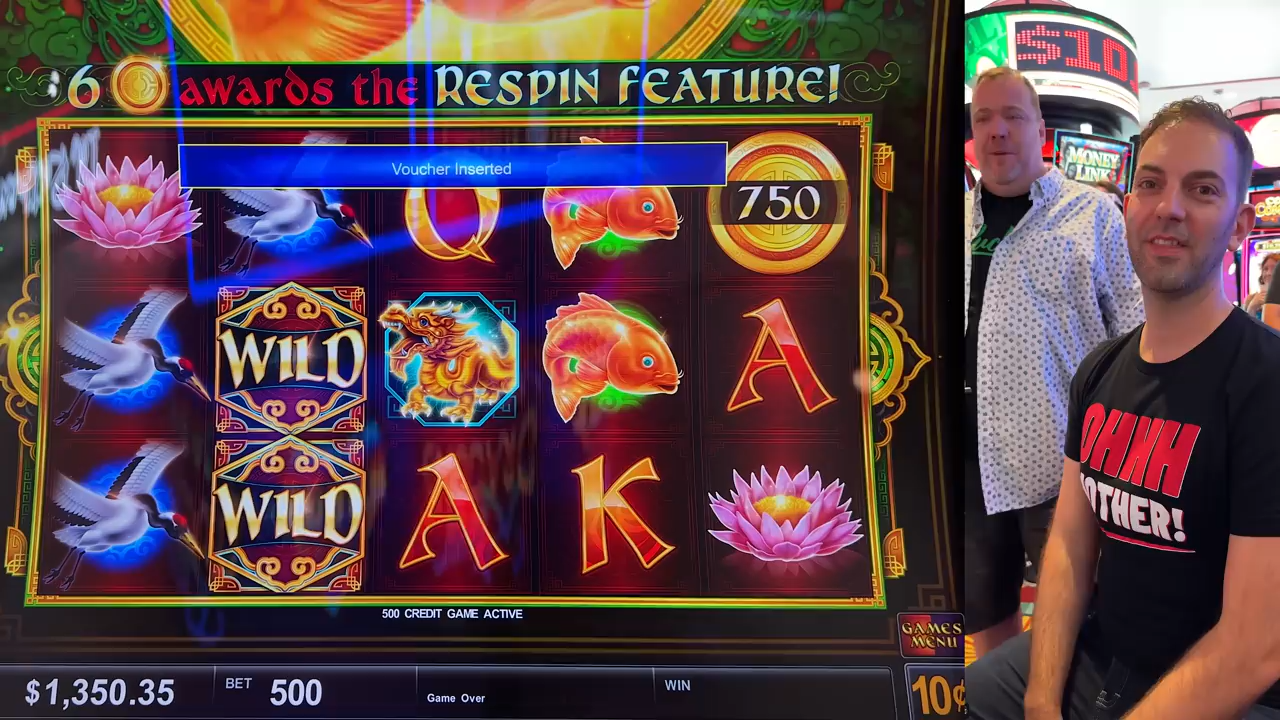 $10.
:6 awards the RESPIN FEATURE!
Voucher Inserted
MONEY
LINK
Q
750
WILD
A
WILD
A
K
OHHH
OTHER!
500 CREDIT GAME ACTIVE
GAMES
MENU
$1,350.35
BET 500
Game Over
WIN
10¢